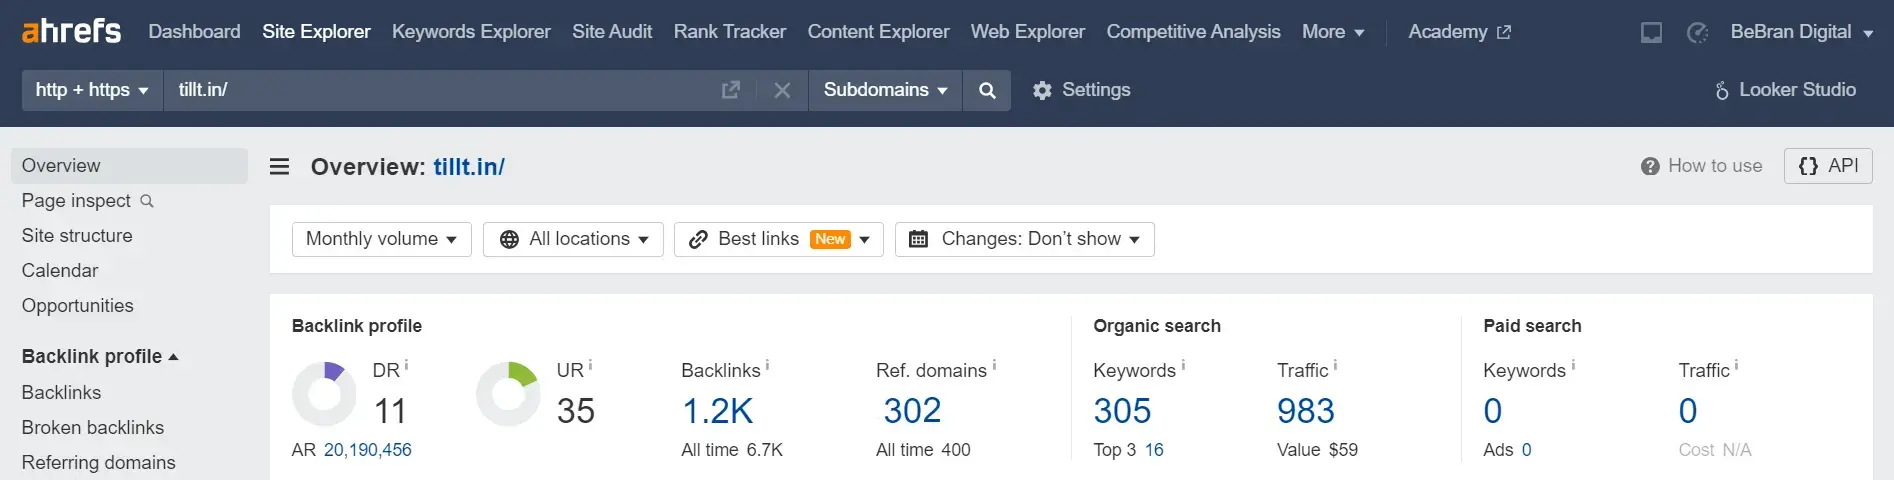 ahrefs Dashboard Site Explorer Keywords Explorer Site Audit Rank Tracker Content Explorer Web Explorer Competitive Analysis More Academy BeBran Digital
http + https tillt.in/ Subdomains Settings Looker Studio
Overview
Page inspect
Site structure
Calendar
Opportunities
Backlink profile
Backlinks
Broken backlinks
Referring domains
Overview: tillt.in/ How to use {} API
Monthly volume All locations Best links New Changes: Don't show
Backlink profile
DR i UR i Backlinks i Ref. domains i
11 35 1.2K 302
AR 20,190,456 All time 6.7K All time 400
Organic search
Keywords i Traffic i
305 983
Top 3 16 Value $59
Paid search
Keywords i Traffic i
0 0
Ads 0 Cost N/A